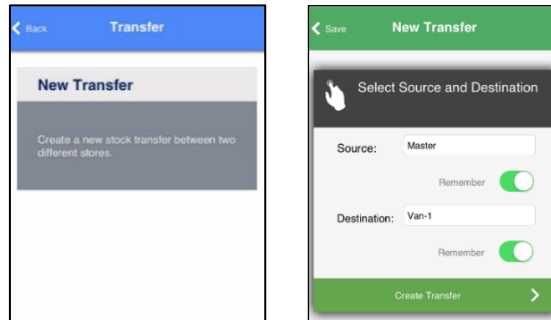 Back
Transfer
New Transfer
Create a new stock transfer between two
different stores.
Save
New Transfer
Select Source and Destination
Source:
Master
Remember
Destination:
Van-1
Remember
Create Transfer